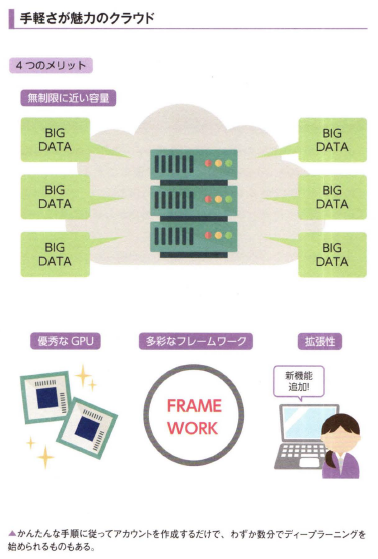 手軽さが魅力のクラウド
4つのメリット
無制限に近い容量
BIG
DATA
BIG
DATA
BIG
DATA
BIG
DATA
BIG
DATA
BIG
DATA
優秀なGPU
多彩なフレームワーク
拡張性
FRAME
WORK
新機能
追加!
▲かんたんな手順に従ってアカウントを作成するだけで、わずか数分でディープラーニングを
始められるものもある。